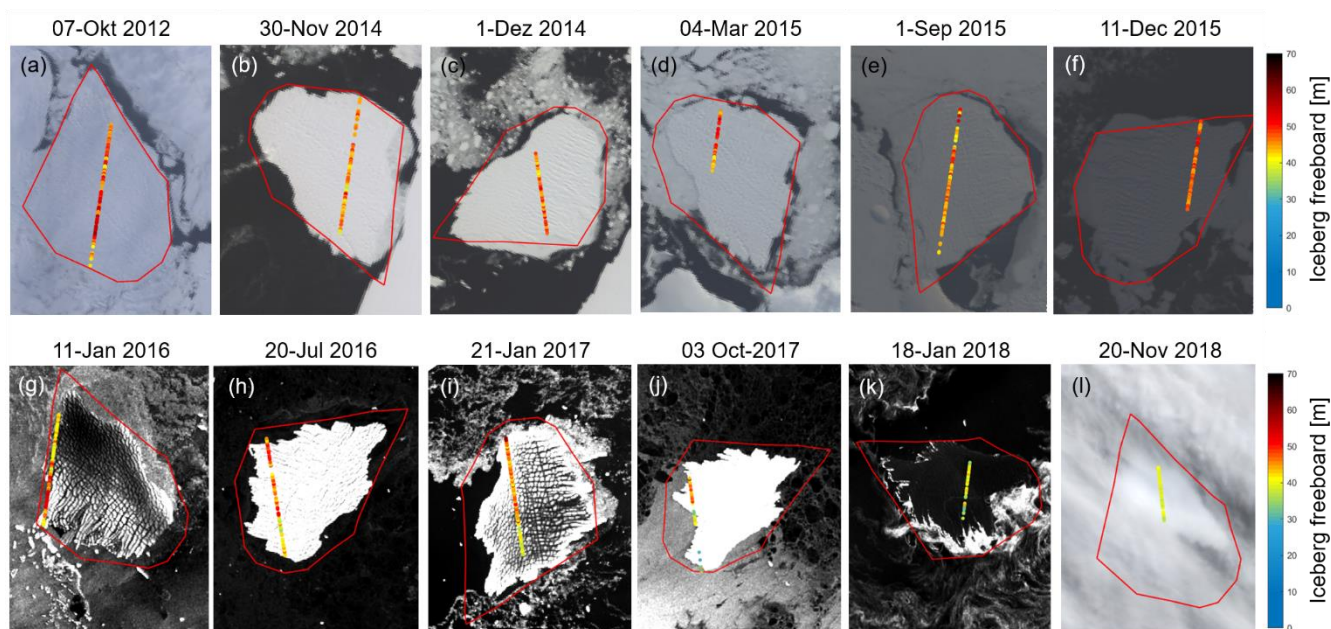 07-Okt 2012 30-Nov 2014 1-Dez 2014 04-Mar 2015 1-Sep 2015 11-Dec 2015
(a) (b) (c) (d) (e) (f)
70
60
50
40
30
20
10
0
Iceberg freeboard [m]
11-Jan 2016 20-Jul 2016 21-Jan 2017 03 Oct-2017 18-Jan 2018 20-Nov 2018
(g) (h) (i) (j) (k) (l)
70
60
50
40
30
20
10
0
Iceberg freeboard [m]